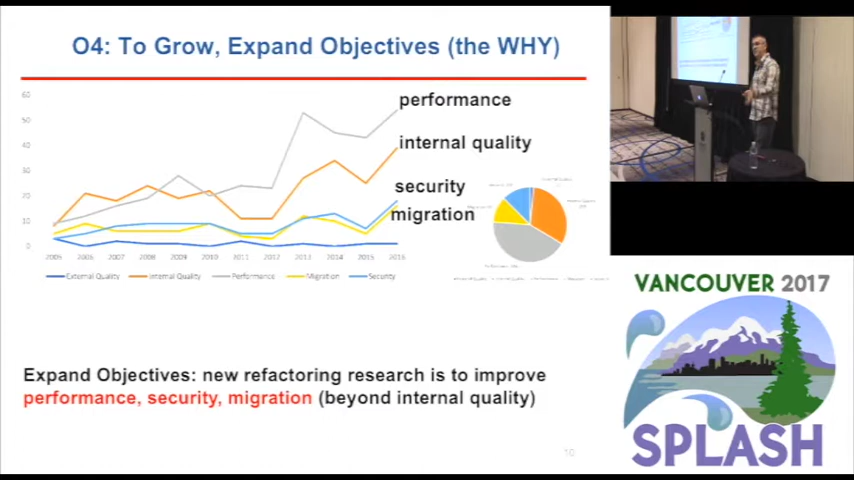 O4: To Grow, Expand Objectives (the WHY)
60
50
40
30
20
10
0
performance
internal quality
security
migration
2005 2006 2007 2008 2009 2010 2011 2012 2013 2014 2015 2016
External Quality Internal Quality Performance Migration Security
Expand Objectives: new refactoring research is to improve
performance, security, migration (beyond internal quality)
VANCOUVER 2017
SPLASH